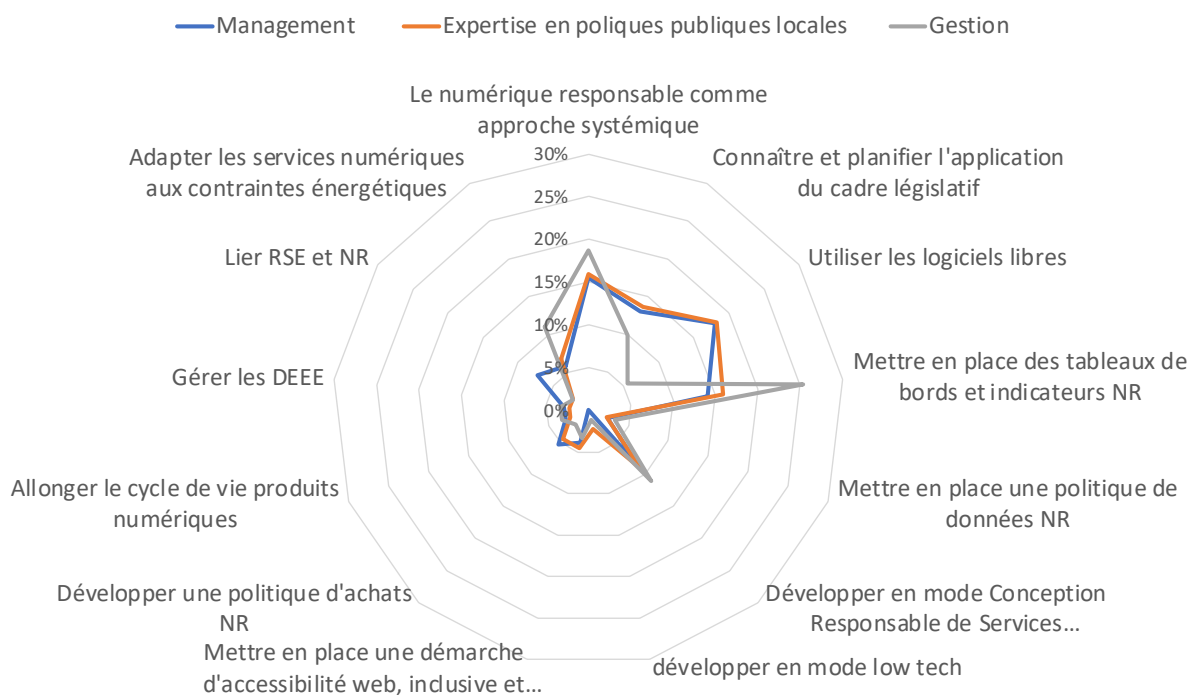 Management
Expertise en poliques publiques locales
Gestion
Le numérique responsable comme
approche systémique
Connaître et planifier l'application
du cadre législatif
Utiliser les logiciels libres
Mettre en place des tableaux de
bords et indicateurs NR
Mettre en place une politique de
données NR
Développer en mode Conception
Responsable de Services...
développer en mode low tech
Mettre en place une démarche
d'accessibilité web, inclusive et...
Développer une politique d'achats
NR
Allonger le cycle de vie produits
numériques
Gérer les DEEE
Lier RSE et NR
Adapter les services numériques
aux contraintes énergétiques
30%
25%
20%
15%
10%
5%
0%